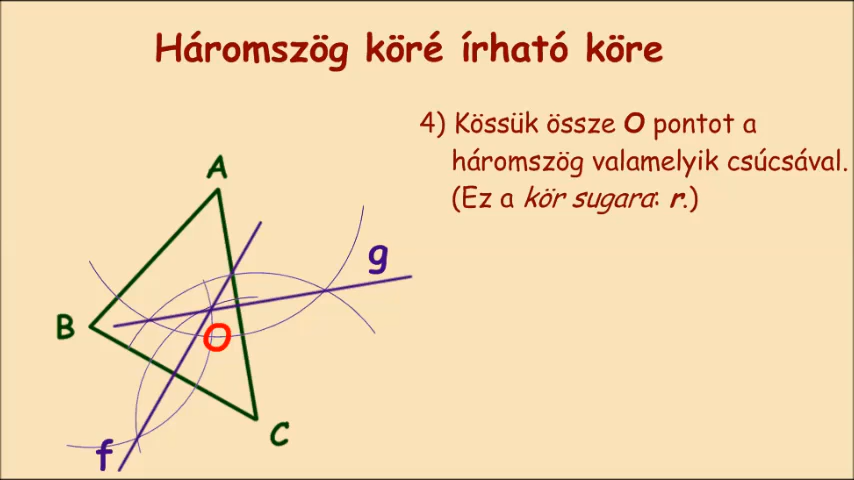 Háromszög köré írható köre
4) Kössük össze O pontot a
háromszög valamelyik csúcsával.
(Ez a kör sugara: r.)
A
g
B
O
C
f